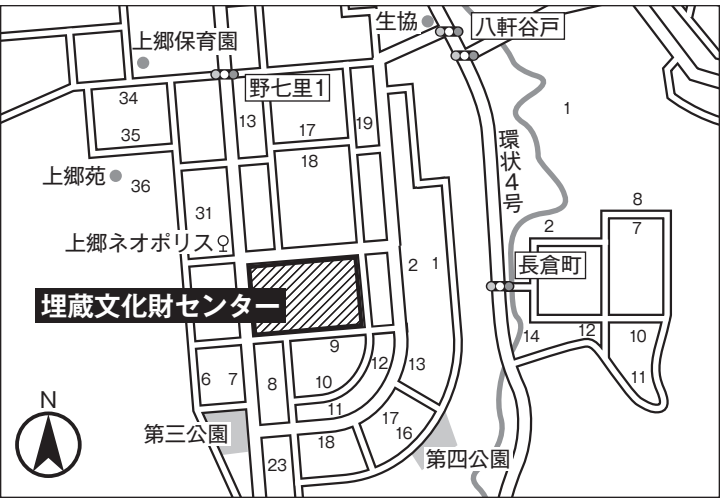 生協
八軒谷戸
上郷保育園
野七里1
34
13
17
19
1
35
18
環状4号
上郷苑
36
31
8
2
7
上郷ネオポリス
2
1
長倉町
埋蔵文化財センター
9
14
12
10
6
7
8
10
12
13
11
N
11
17
第三公園
18
16
第四公園
23